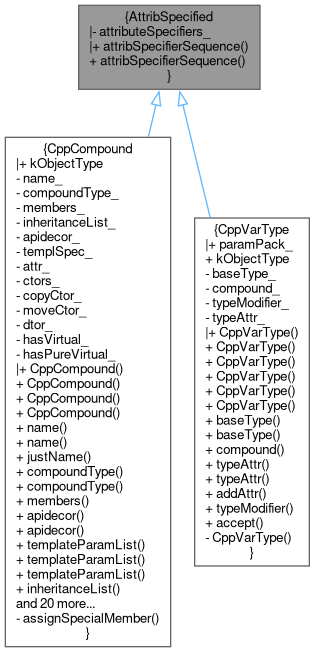 {AttribSpecified
|- attributeSpecifiers_
|+ attribSpecifierSequence()
+ attribSpecifierSequence()
}
{CppCompound
|+ kObjectType
- name_
- compoundType_
- members_
- inheritanceList_
- apidecor_
- templSpec_
- attr_
- ctors_
- copyCtor_
- moveCtor_
- dtor_
- hasVirtual_
- hasPureVirtual_
|+ CppCompound()
+ CppCompound()
+ CppCompound()
+ CppCompound()
+ name()
+ name()
+ justName()
+ compoundType()
+ compoundType()
+ members()
+ apidecor()
+ apidecor()
+ templateParamList()
+ templateParamList()
+ templateParamList()
+ inheritanceList()
and 20 more...
- assignSpecialMember()
}
{CppVarType
|+ paramPack_
+ kObjectType
- baseType_
- compound_
- typeModifier_
- typeAttr_
|+ CppVarType()
+ CppVarType()
+ CppVarType()
+ CppVarType()
+ CppVarType()
+ CppVarType()
+ baseType()
+ baseType()
+ compound()
+ typeAttr()
+ typeAttr()
+ addAttr()
+ typeModifier()
+ accept()
- CppVarType()
}